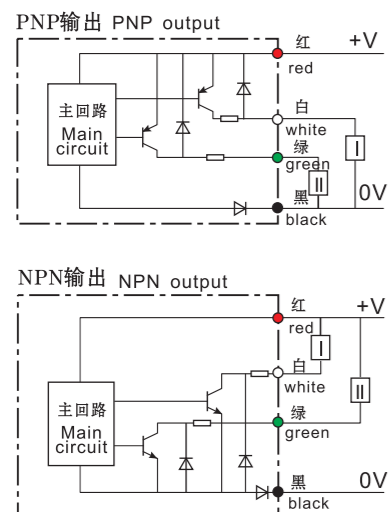 PNP输出 PNP output
红 +V
red
主回路
Main
circuit
白
white
I
绿
green
II
黑 0V
black
NPN输出 NPN output
红 +V
red
I
白
white
II
主回路
Main
circuit
绿
green
黑 0V
black